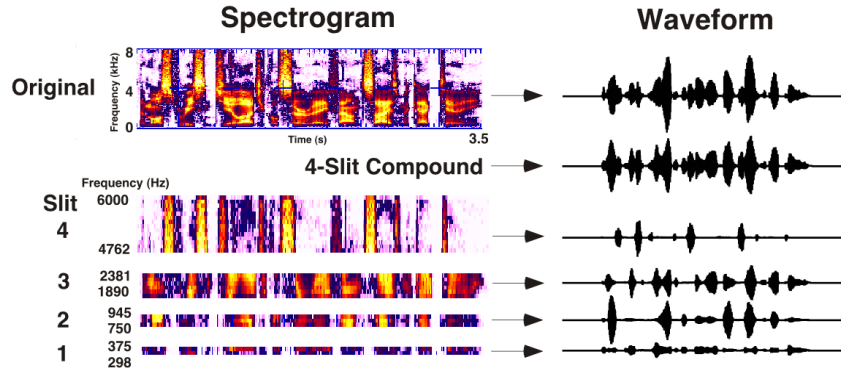 Spectrogram
Waveform
Original
Frequency (kHz)
8
4
0
Time (s)
3.5
4-Slit Compound
Frequency (Hz)
Slit
6000
4
4762
3
2381
1890
2
945
750
1
375
298